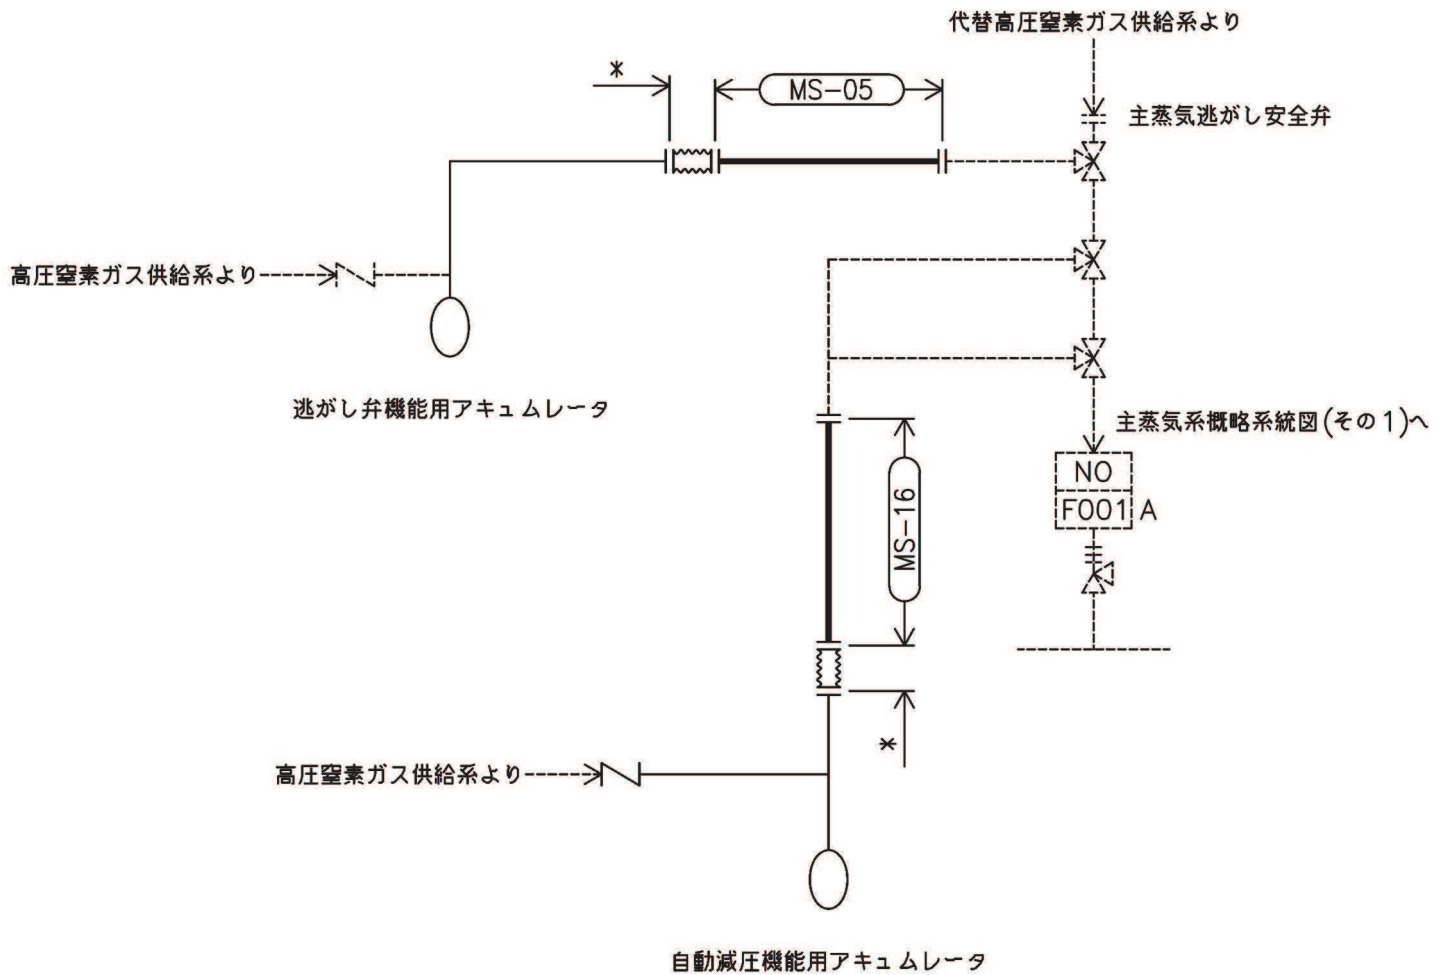 代替高圧窒素ガス供給系より
*
MS-05
主蒸気逃がし安全弁
高圧窒素ガス供給系より
逃がし弁機能用アキュムレータ
主蒸気系概略系統図(その1)へ
NO
F001 A
MS-16
*
高圧窒素ガス供給系より
自動減圧機能用アキュムレータ